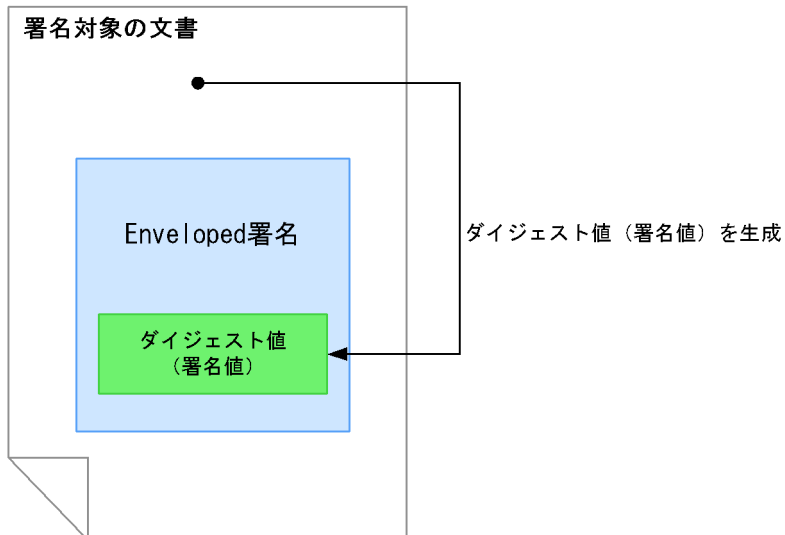 署名対象の文書
Enveloped署名
ダイジェスト値（署名値）を生成
ダイジェスト値
（署名値）